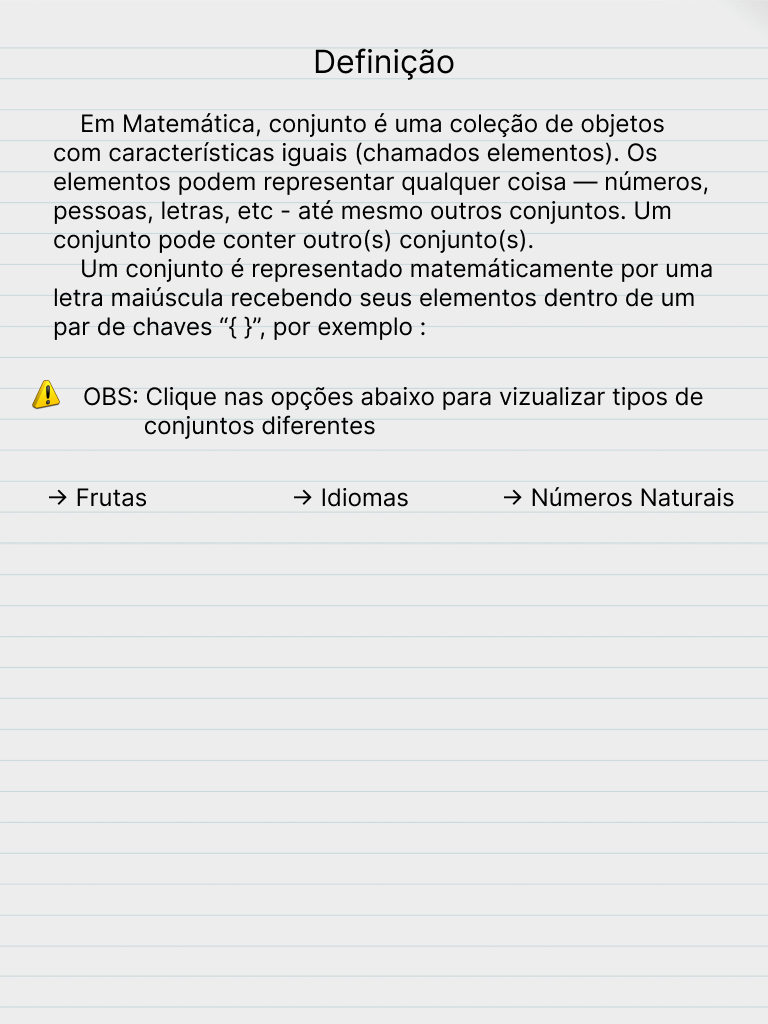 Definição
Em Matemática, conjunto é uma coleção de objetos
com características iguais (chamados elementos). Os
elementos podem representar qualquer coisa — números,
pessoas, letras, etc - até mesmo outros conjuntos. Um
conjunto pode conter outro(s) conjunto(s).
Um conjunto é representado matemáticamente por uma
letra maiúscula recebendo seus elementos dentro de um
par de chaves “{ }”, por exemplo :
OBS: Clique nas opções abaixo para vizualizar tipos de
conjuntos diferentes
→ Frutas → Idiomas → Números Naturais